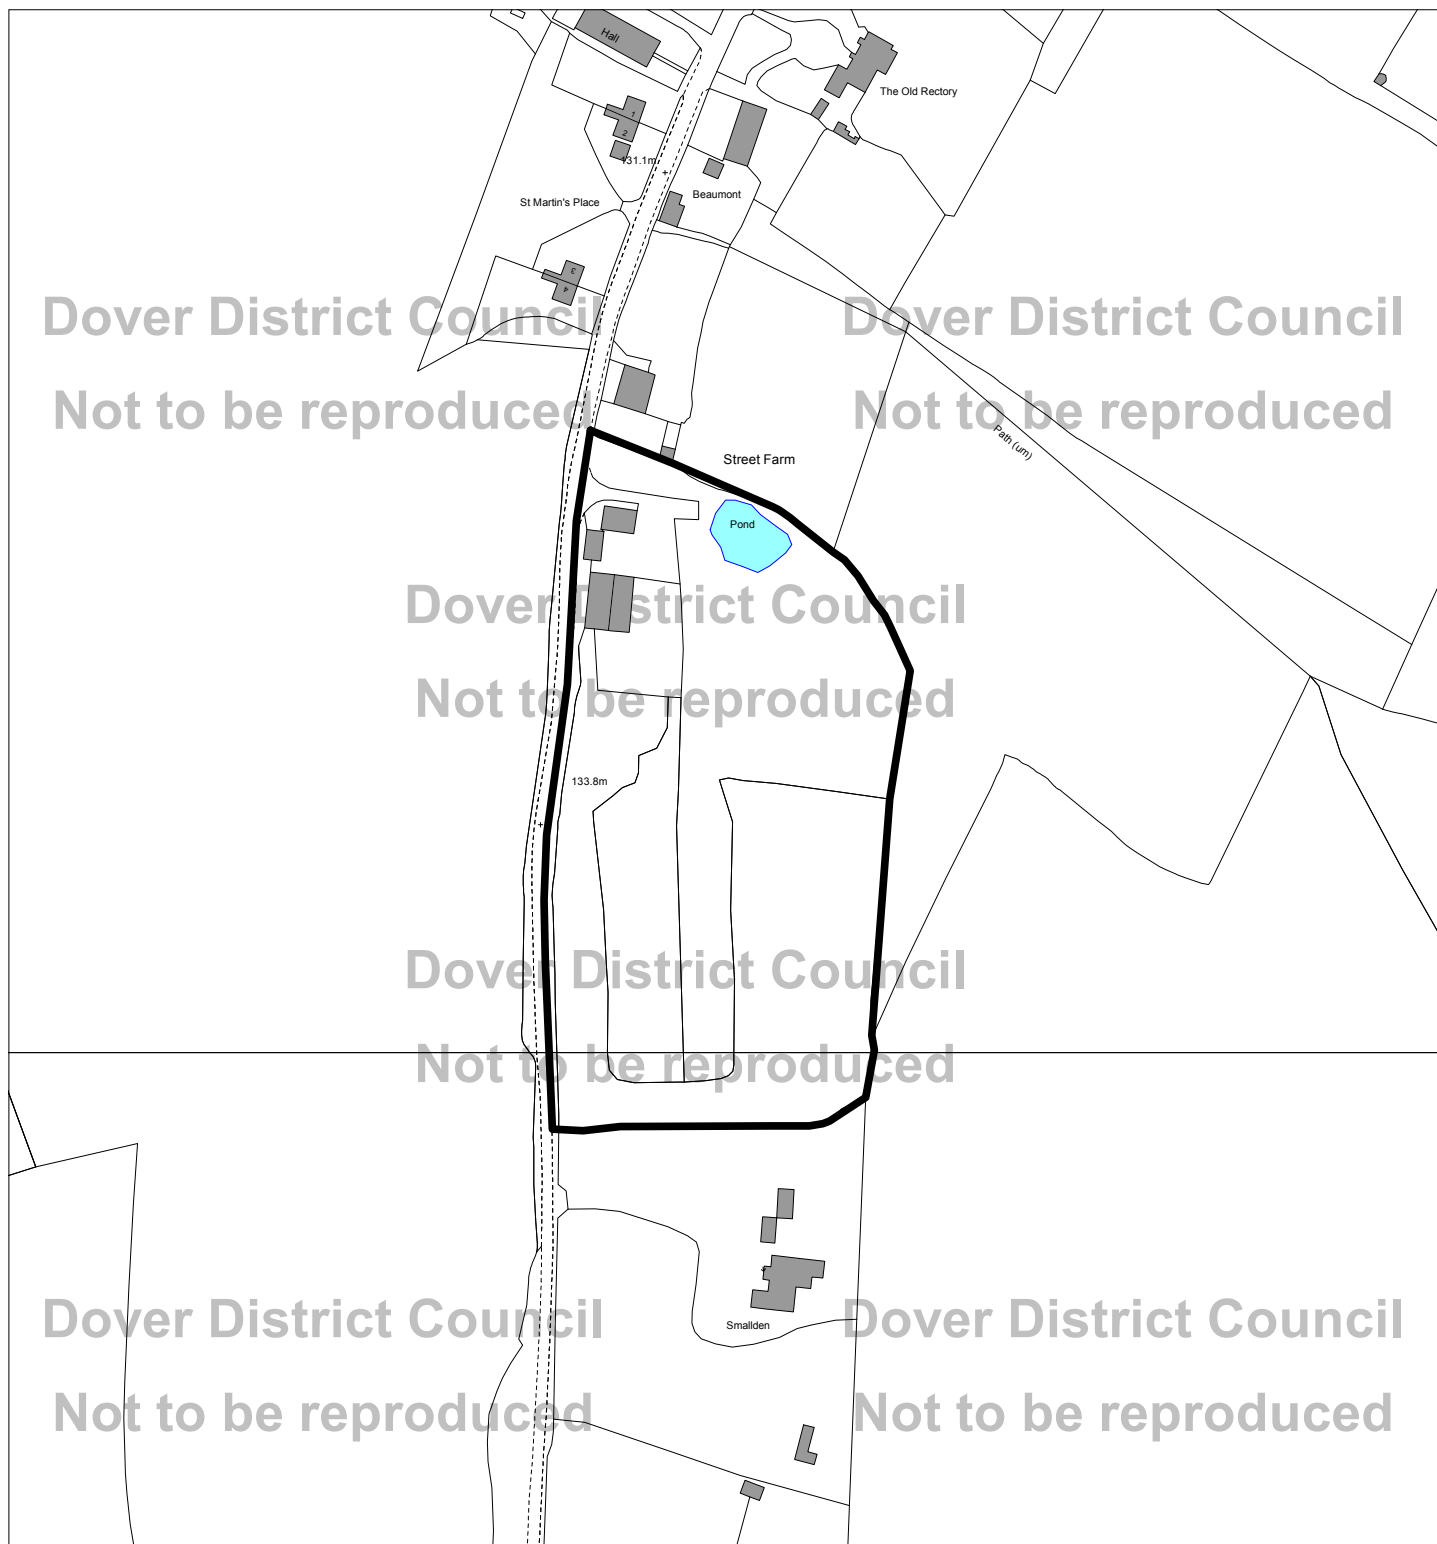 Hall
The Old Rectory
1
2
131.1m
Beaumont
St Martin's Place
3
4
Dover District Council
Dover District Council
Not to be reproduced
Not to be reproduced
Path (um)
Street Farm
Pond
Dover District Council
Not to be reproduced
133.8m
Dover District Council
Not to be reproduced
Dover District Council
Dover District Council
Smallden
Not to be reproduced
Not to be reproduced